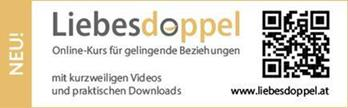 NEU!
Liebesdoppel
Online-Kurs für gelingende Beziehungen
mit kurzweiligen Videos
und praktischen Downloads
www.liebesdoppel.at